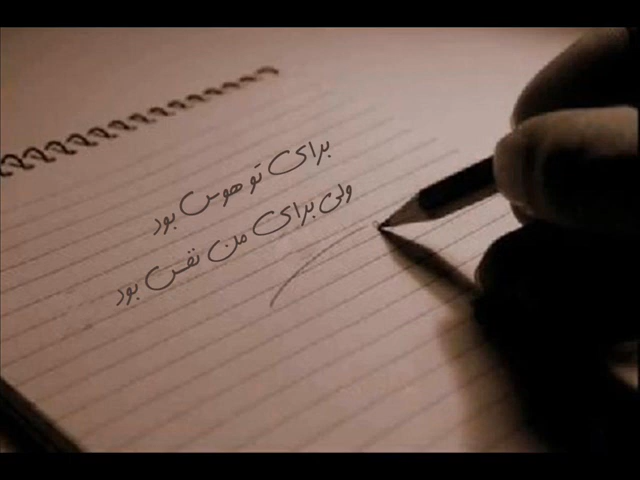 برای تو هوس بود
ولی برای من نفس بود